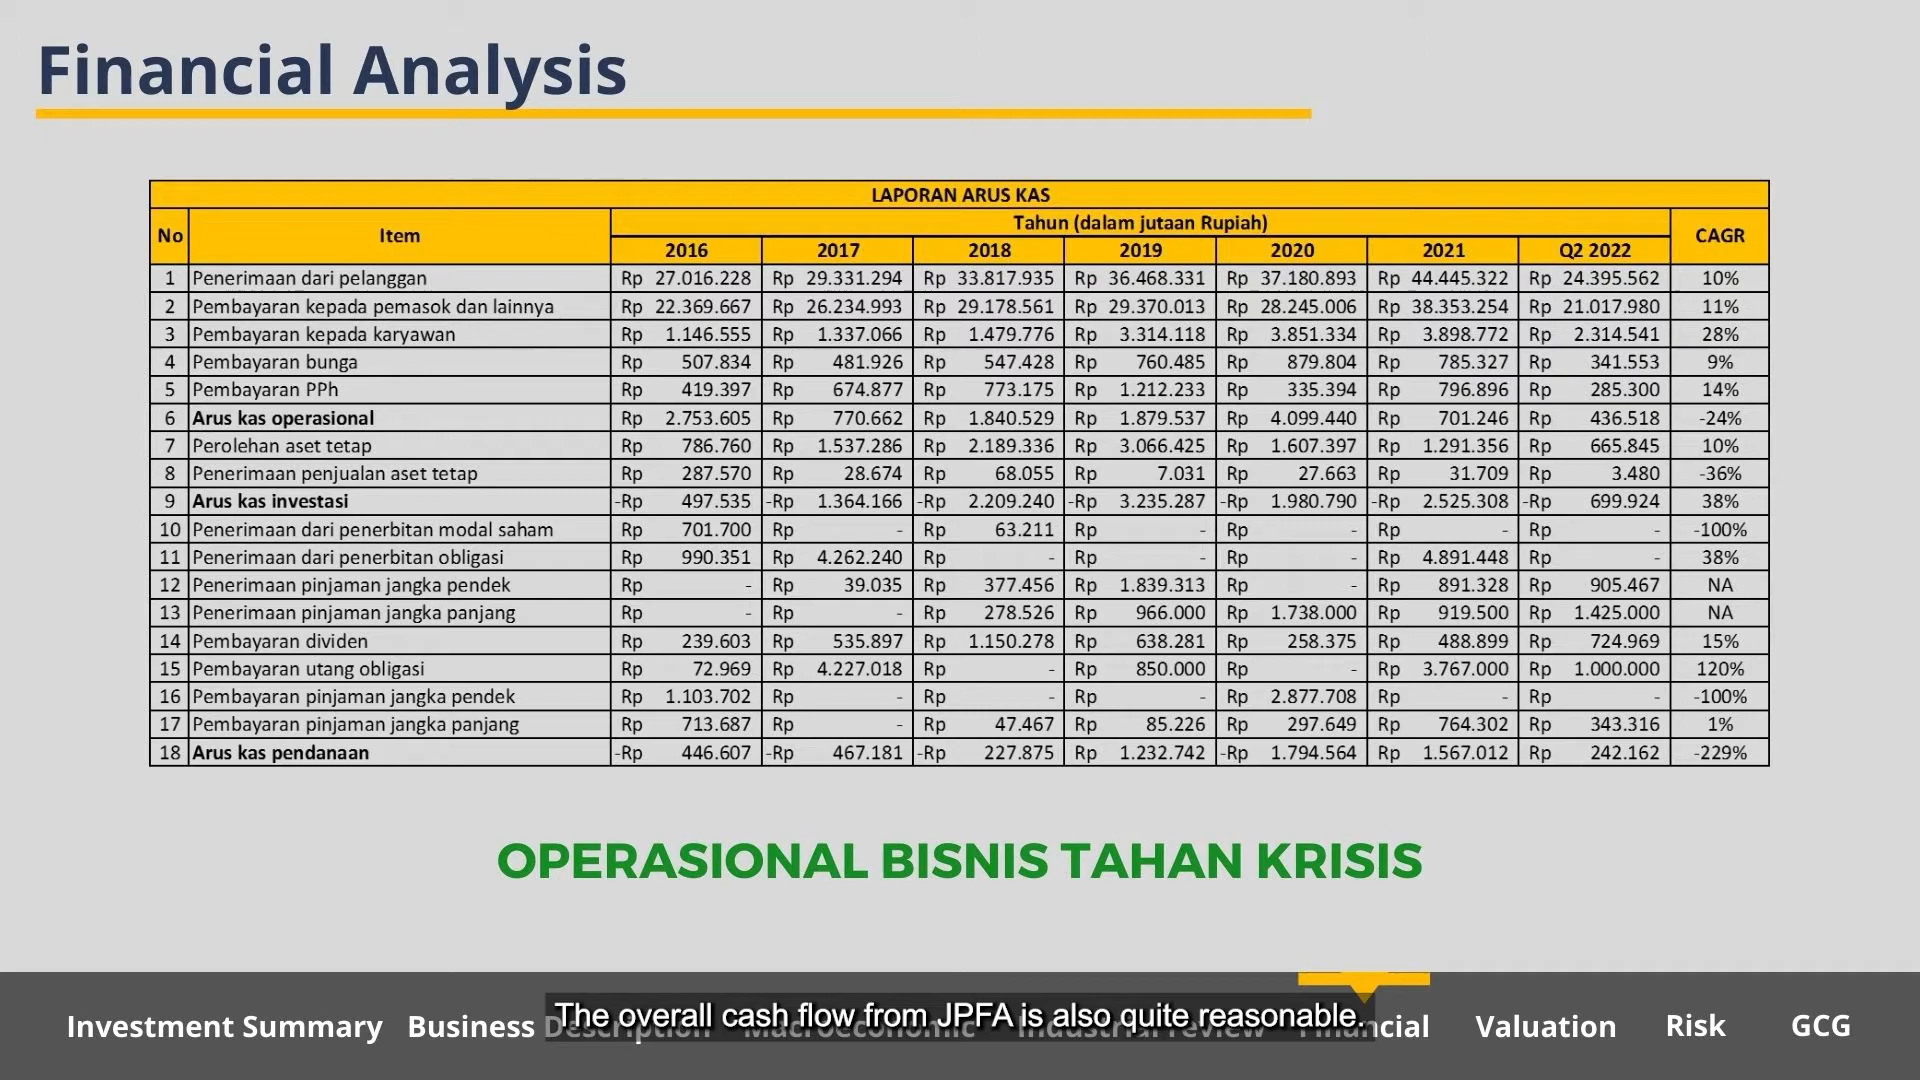 Financial Analysis
LAPORAN ARUS KAS
No Item Tahun (dalam jutaan Rupiah) CAGR
2016 2017 2018 2019 2020 2021 Q2 2022
1 Penerimaan dari pelanggan Rp 27.016.228 Rp 29.331.294 Rp 33.817.935 Rp 36.468.331 Rp 37.180.893 Rp 44.445.322 Rp 24.395.562 10%
2 Pembayaran kepada pemasok dan lainnya Rp 22.369.667 Rp 26.234.993 Rp 29.178.561 Rp 29.370.013 Rp 28.245.006 Rp 38.353.254 Rp 21.017.980 11%
3 Pembayaran kepada karyawan Rp 1.146.555 Rp 1.337.066 Rp 1.479.776 Rp 3.314.118 Rp 3.851.334 Rp 3.898.772 Rp 2.314.541 28%
4 Pembayaran bunga Rp 507.834 Rp 481.926 Rp 547.428 Rp 760.485 Rp 879.804 Rp 785.327 Rp 341.553 9%
5 Pembayaran PPh Rp 419.397 Rp 674.877 Rp 773.175 Rp 1.212.233 Rp 335.394 Rp 796.896 Rp 285.300 14%
6 Arus kas operasional Rp 2.753.605 Rp 770.662 Rp 1.840.529 Rp 1.879.537 Rp 4.099.440 Rp 701.246 Rp 436.518 -24%
7 Perolehan aset tetap Rp 786.760 Rp 1.537.286 Rp 2.189.336 Rp 3.066.425 Rp 1.607.397 Rp 1.291.356 Rp 665.845 10%
8 Penerimaan penjualan aset tetap Rp 287.570 Rp 28.674 Rp 68.055 Rp 7.031 Rp 27.663 Rp 31.709 Rp 3.480 -36%
9 Arus kas investasi -Rp 497.535 -Rp 1.364.166 -Rp 2.209.240 -Rp 3.235.287 -Rp 1.980.790 -Rp 2.525.308 -Rp 699.924 38%
10 Penerimaan dari penerbitan modal saham Rp 701.700 Rp - Rp 63.211 Rp - Rp - Rp - Rp - -100%
11 Penerimaan dari penerbitan obligasi Rp 990.351 Rp 4.262.240 Rp - Rp - Rp - Rp 4.891.448 Rp - 38%
12 Penerimaan pinjaman jangka pendek Rp - Rp 39.035 Rp 377.456 Rp 1.839.313 Rp - Rp 891.328 Rp 905.467 NA
13 Penerimaan pinjaman jangka panjang Rp - Rp - Rp 278.526 Rp 966.000 Rp 1.738.000 Rp 919.500 Rp 1.425.000 NA
14 Pembayaran dividen Rp 239.603 Rp 535.897 Rp 1.150.278 Rp 638.281 Rp 258.375 Rp 488.899 Rp 724.969 15%
15 Pembayaran utang obligasi Rp 72.969 Rp 4.227.018 Rp - Rp 850.000 Rp - Rp 3.767.000 Rp 1.000.000 120%
16 Pembayaran pinjaman jangka pendek Rp 1.103.702 Rp - Rp - Rp - Rp 2.877.708 Rp - Rp - -100%
17 Pembayaran pinjaman jangka panjang Rp 713.687 Rp - Rp 47.467 Rp 85.226 Rp 297.649 Rp 764.302 Rp 343.316 1%
18 Arus kas pendanaan -Rp 446.607 -Rp 467.181 -Rp 227.875 Rp 1.232.742 -Rp 1.794.564 Rp 1.567.012 Rp 242.162 -229%
OPERASIONAL BISNIS TAHAN KRISIS
The overall cash flow from JPFA is also quite reasonable.
Investment Summary Business Description Macroeconomic Industrial review Financial Valuation Risk GCG